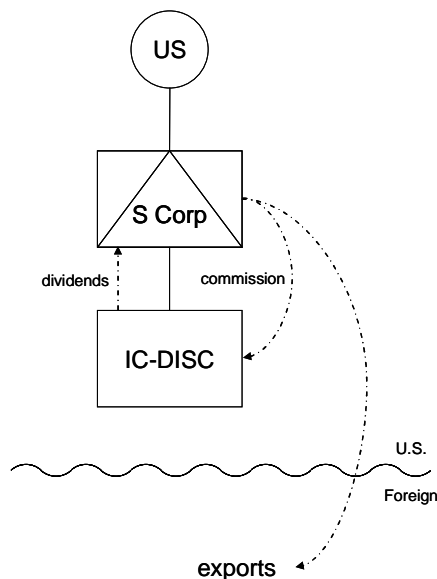 US
S Corp
dividends
commission
IC-DISC
U.S.
Foreign
exports